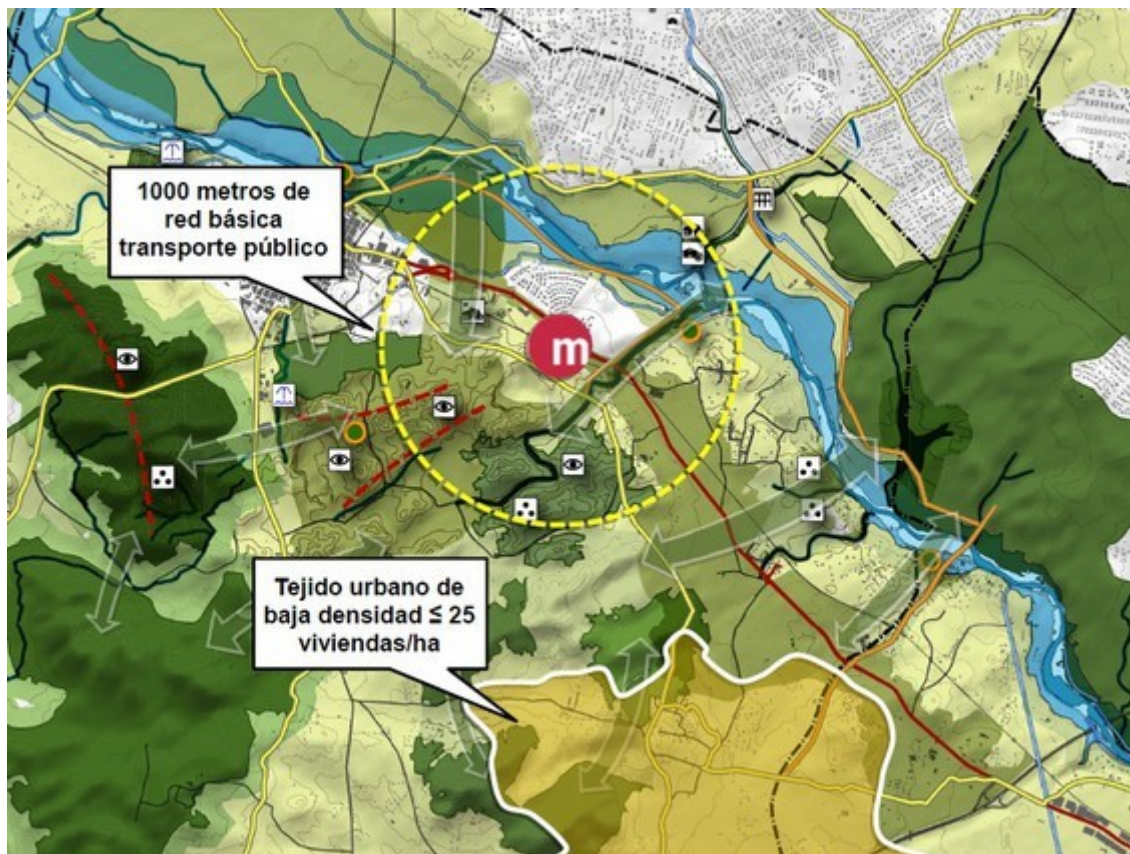 1000 metros de
red básica
transporte público
m
Tejido urbano de
baja densidad ≤ 25
viviendas/ha